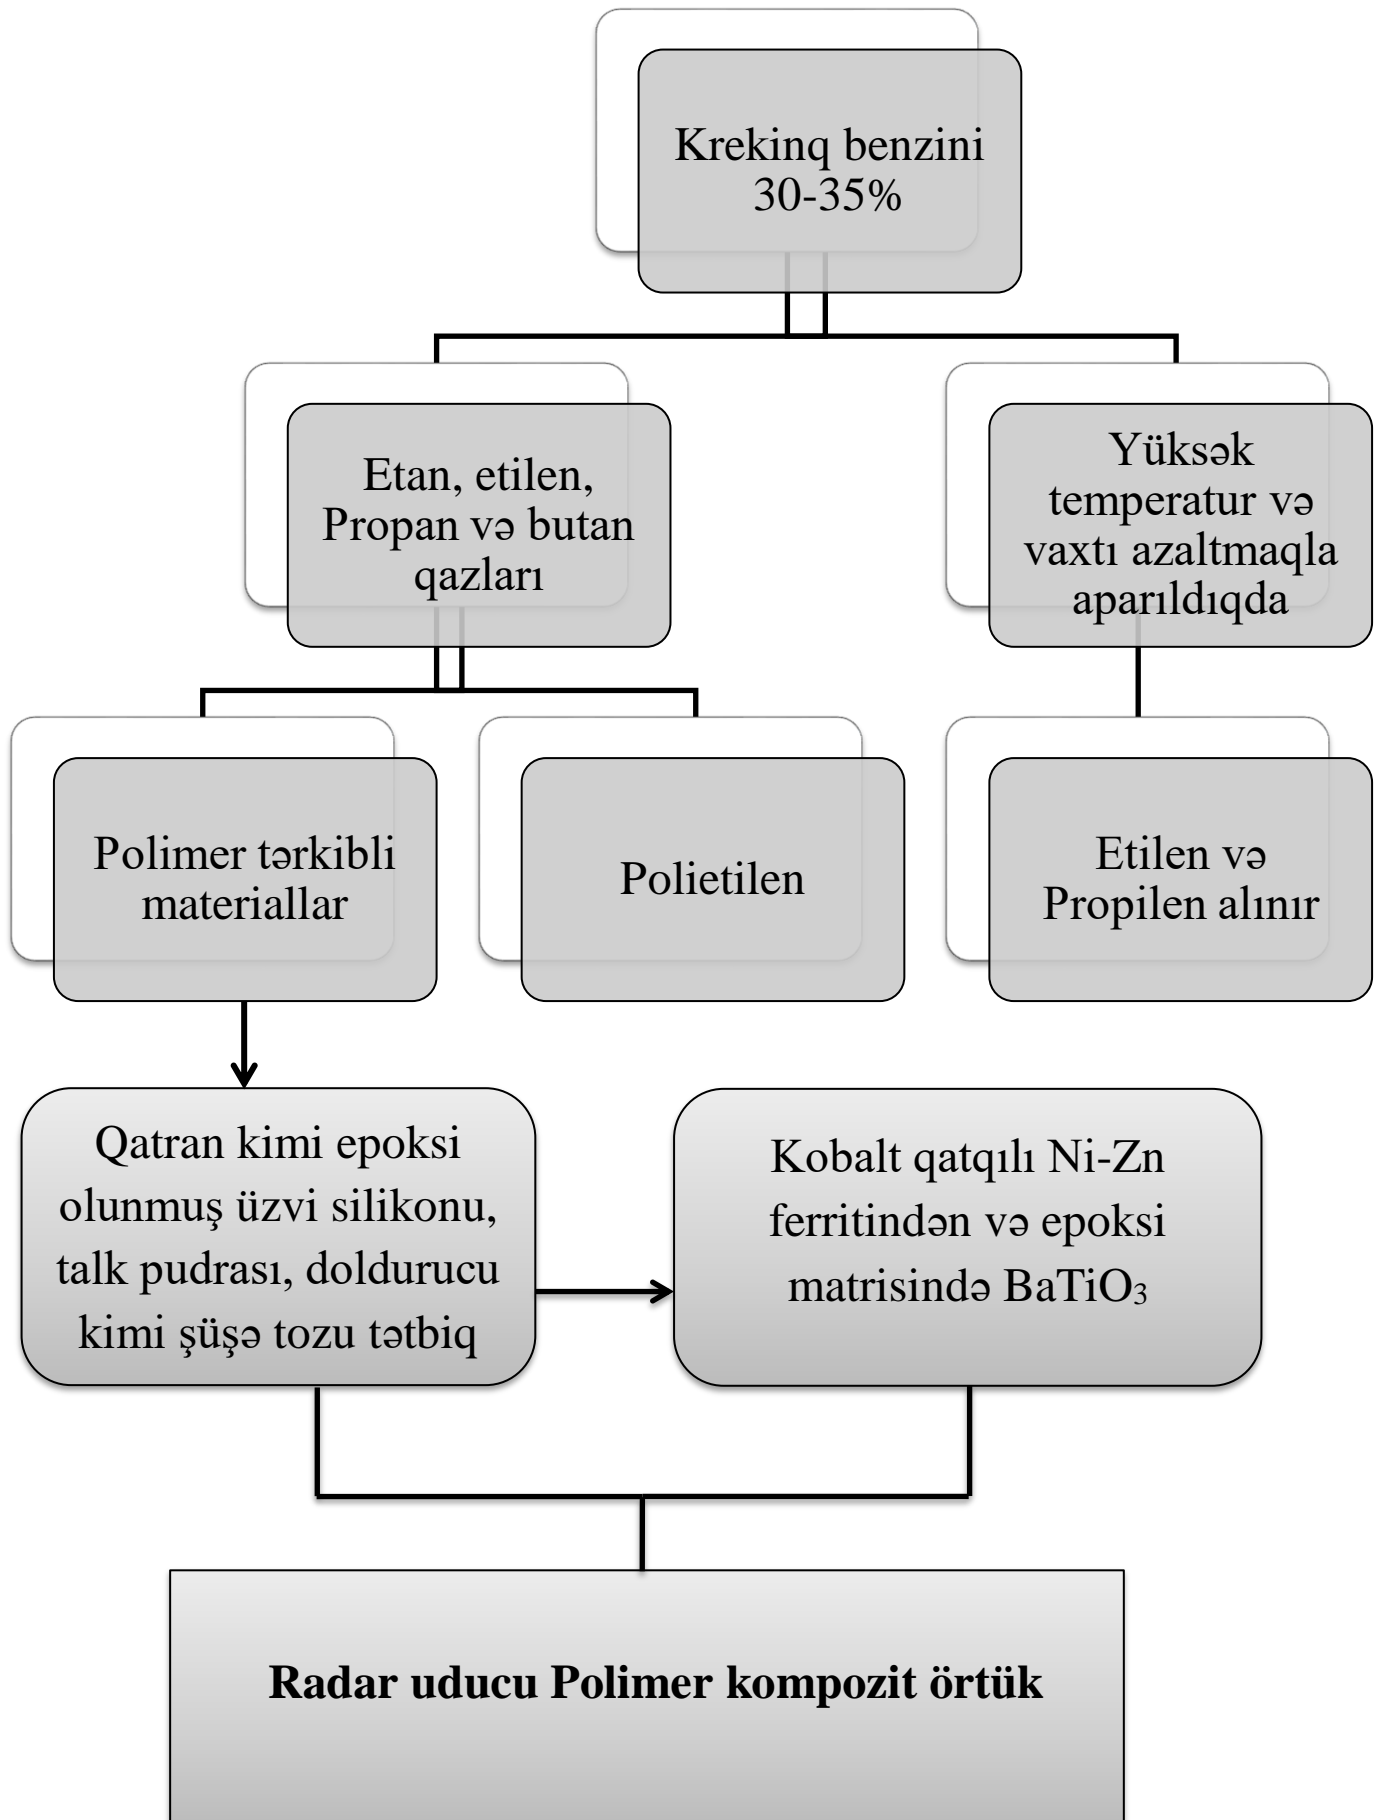 Krekinq benzini
30-35%
Etan, etilen,
Propan və butan
qazları
Yüksək
temperatur və
vaxtı azaltmaqla
aparıldıqda
Polimer tərkibli
materiallar
Polietilen
Etilen və
Propilen alınır
Qatran kimi epoksi
olunmuş üzvi silikonu,
talk pudrası, doldurucu
kimi şüşə tozu tətbiq
Kobalt qatqılı Ni-Zn
ferritindən və epoksi
matrisində BaTiO₃
Radar uducu Polimer kompozit örtük